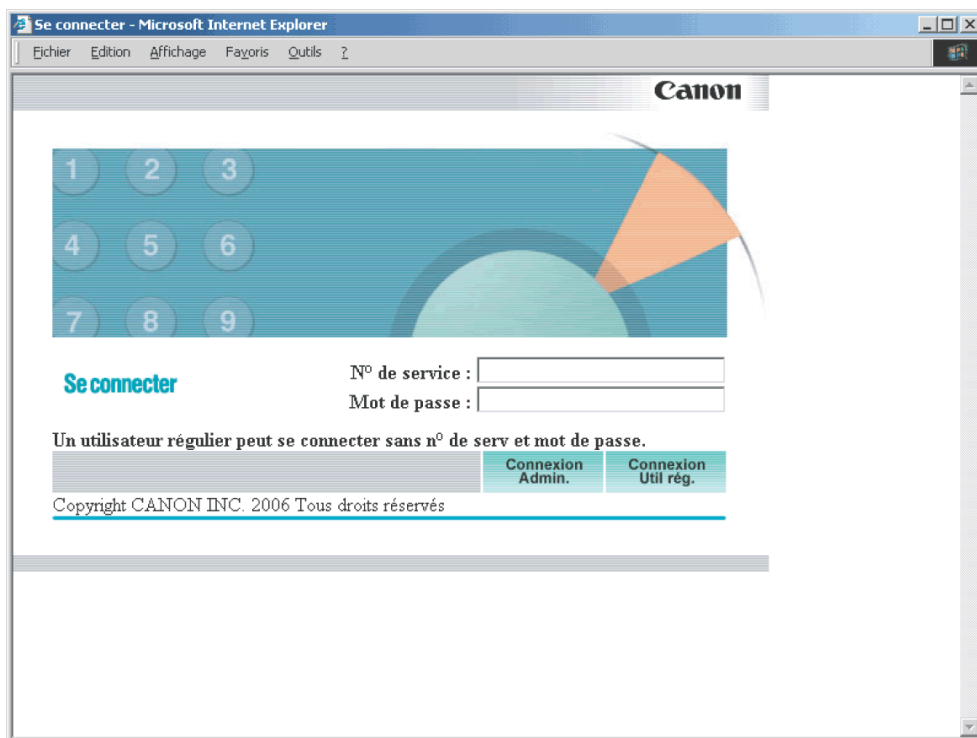 Se connecter - Microsoft Internet Explorer
Fichier Edition Affichage Favoris Outils ?
Canon
1 2 3
4 5 6
7 8 9
Se connecter
Nº de service :
Mot de passe :
Un utilisateur régulier peut se connecter sans nº de serv et mot de passe.
Connexion Admin.
Connexion Util rég.
Copyright CANON INC. 2006 Tous droits réservés